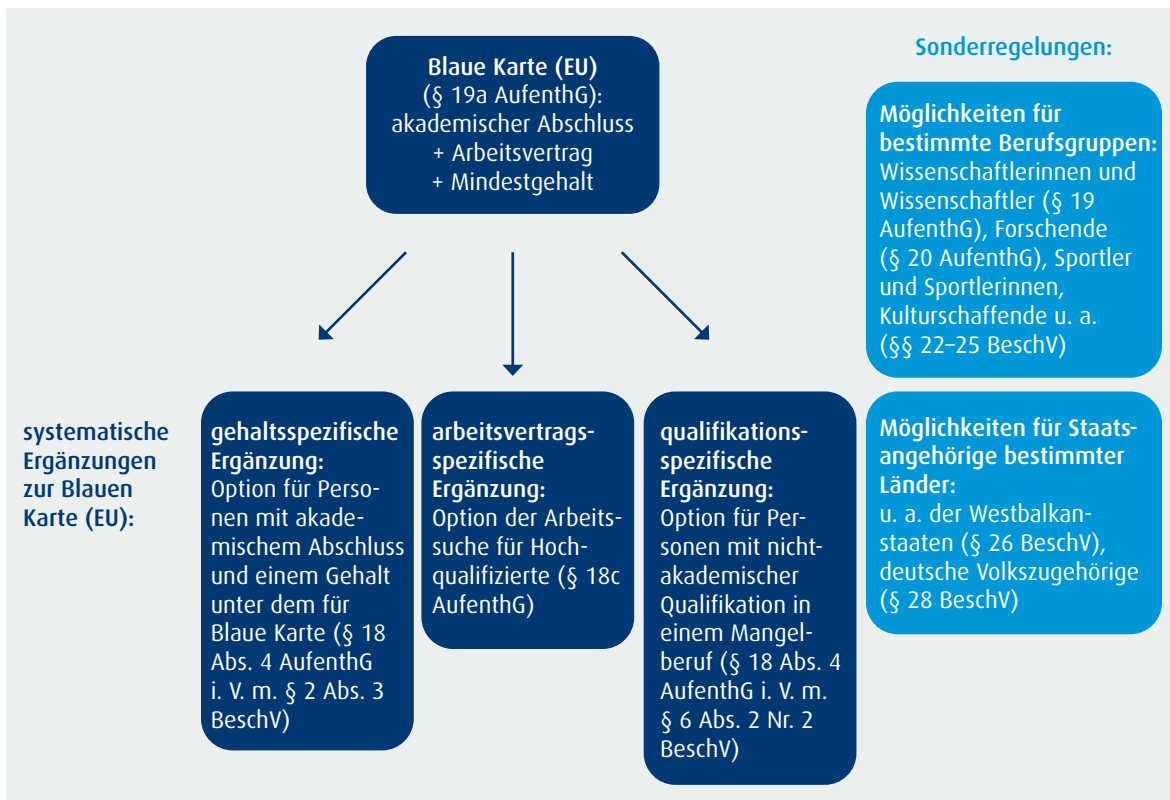 Blaue Karte (EU)
(§ 19a AufenthG):
akademischer Abschluss
+ Arbeitsvertrag
+ Mindestgehalt
Sonderregelungen:
Möglichkeiten für
bestimmte Berufsgruppen:
Wissenschaftlerinnen und
Wissenschaftler (§ 19
AufenthG), Forschende
(§ 20 AufenthG), Sportler
und Sportlerinnen,
Kulturschaffende u. a.
(§§ 22–25 BeschV)
systematische
Ergänzungen
zur Blauen
Karte (EU):
gehaltsspezifische
Ergänzung:
Option für Perso-
nen mit akade-
mischem Abschluss
und einem Gehalt
unter dem für
Blaue Karte (§ 18
Abs. 4 AufenthG
i. V. m. § 2 Abs. 3
BeschV)
arbeitsvertrags-
spezifische
Ergänzung:
Option der Arbeits-
suche für Hoch-
qualifizierte (§ 18c
AufenthG)
qualifikations-
spezifische
Ergänzung:
Option für Per-
sonen mit nicht-
akademischer
Qualifikation in
einem Mangel-
beruf (§ 18 Abs. 4
AufenthG i. V. m.
§ 6 Abs. 2 Nr. 2
BeschV)
Möglichkeiten für Staats-
angehörige bestimmter
Länder:
u. a. der Westbalkan-
staaten (§ 26 BeschV),
deutsche Volkszugehörige
(§ 28 BeschV)